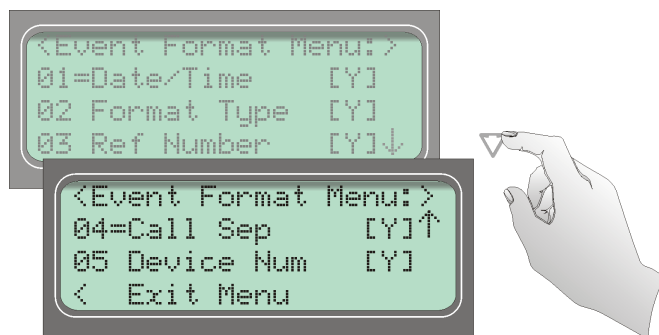 <Event Format Menu:>
01=Date/Time [Y]
02 Format Type [Y]
03 Ref Number [Y]↓
<Event Format Menu:>
04=Call Sep [Y]↑
05 Device Num [Y]
< Exit Menu